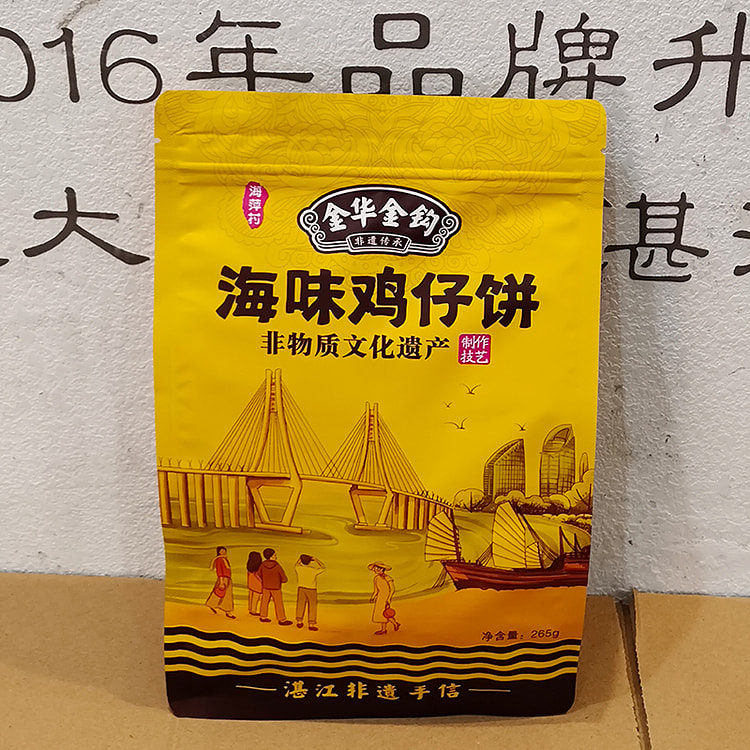 016年品牌升
大
湛
海萍村
金华金钩
非遗传承
海味鸡仔饼
非物质文化遗产
制作
技艺
净含量：265g
湛江非遗手信